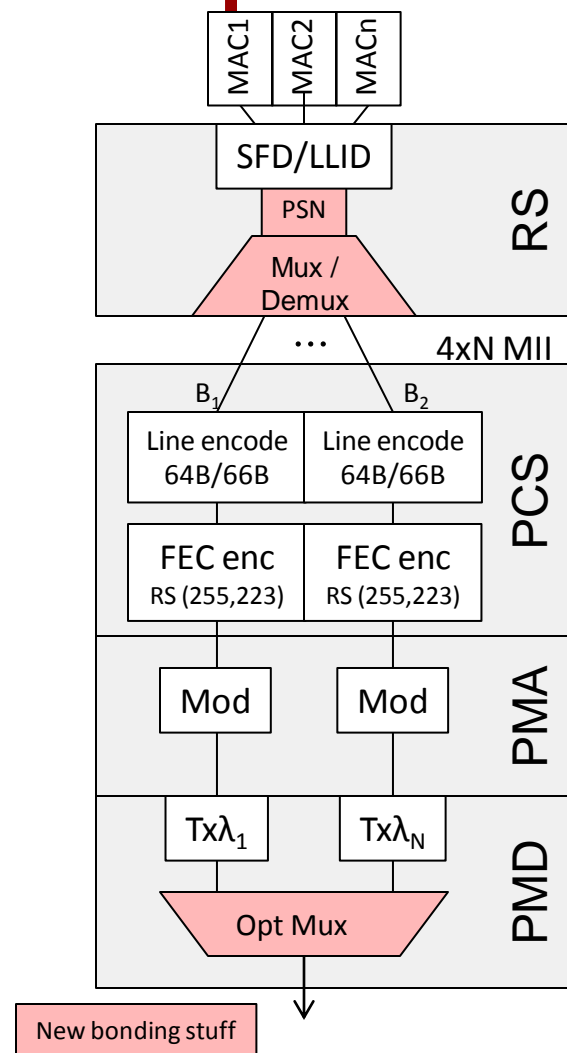 MAC1
MAC2
MACn
SFD/LLID
PSN
Mux /
Demux
RS
...
4xN MII
B₁
B₂
Line encode
64B/66B
Line encode
64B/66B
FEC enc
RS (255,223)
FEC enc
RS (255,223)
PCS
Mod
Mod
PMA
Txλ₁
Txλ_N
Opt Mux
PMD
New bonding stuff